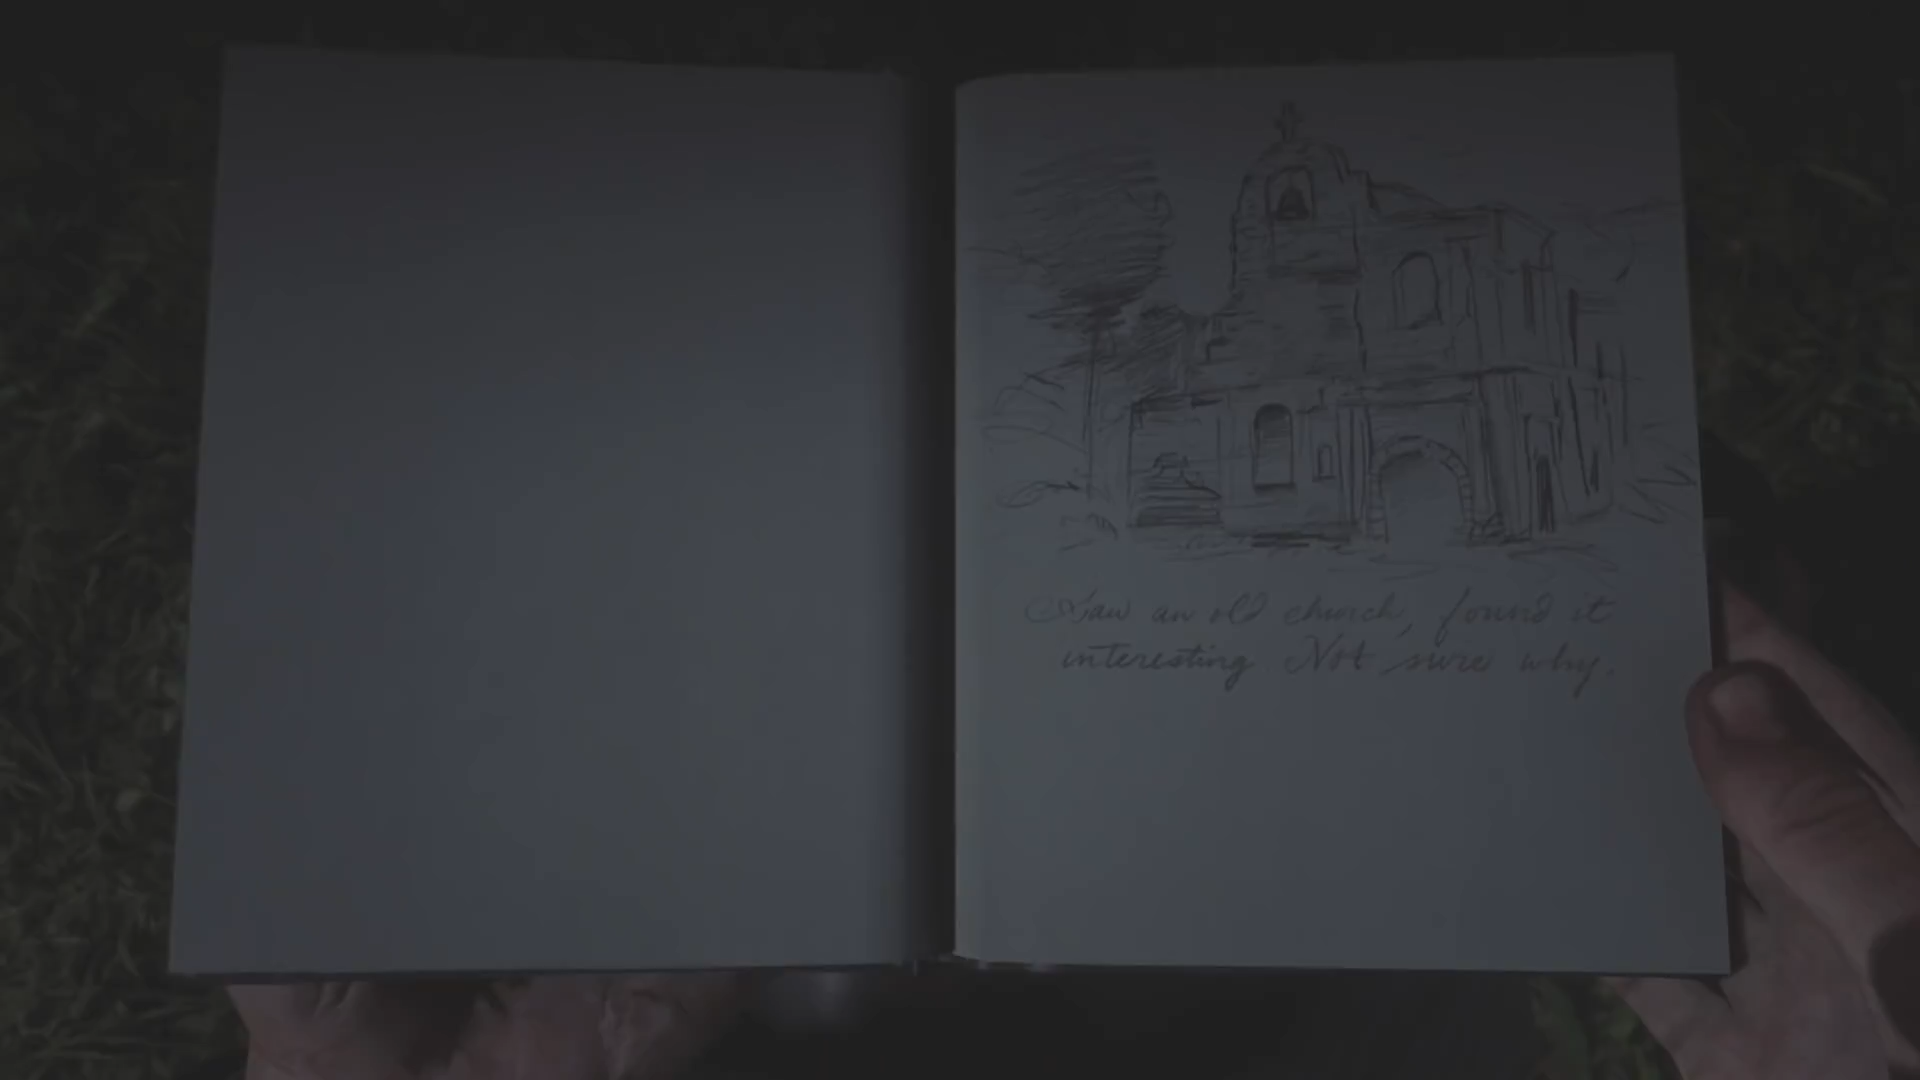 Saw an old church, found it
interesting Not sure why.